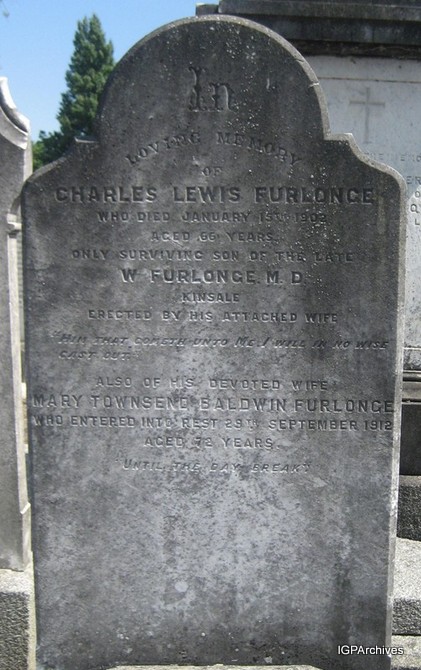 In
LOVING MEMORY
OF
CHARLES LEWIS FURLONGE
WHO DIED JANUARY 1ST 1902
AGED 66 YEARS.
ONLY SURVIVING SON OF THE LATE
W FURLONGE, M.D
KINSALE
ERECTED BY HIS ATTACHED WIFE
"HIM THAT COMETH UNTO ME, I WILL IN NO WISE
CAST OUT."
ALSO OF HIS DEVOTED WIFE
MARY TOWNSEND BALDWIN FURLONGE
WHO ENTERED INTO REST 29TH SEPTEMBER 1912
AGED 72 YEARS.
"UNTIL THE DAY BREAK"
IGPArchives